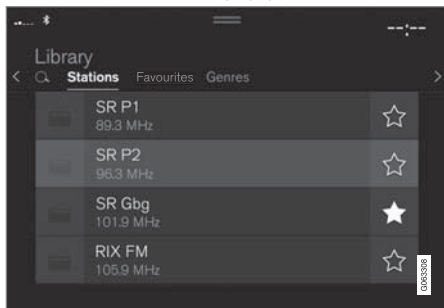 --:--
Library
Stations Favourites Genres
SR P1
89.3 MHz
SR P2
96.3 MHz
SR Gbg
101.9 MHz
RIX FM
105.9 MHz
G063308